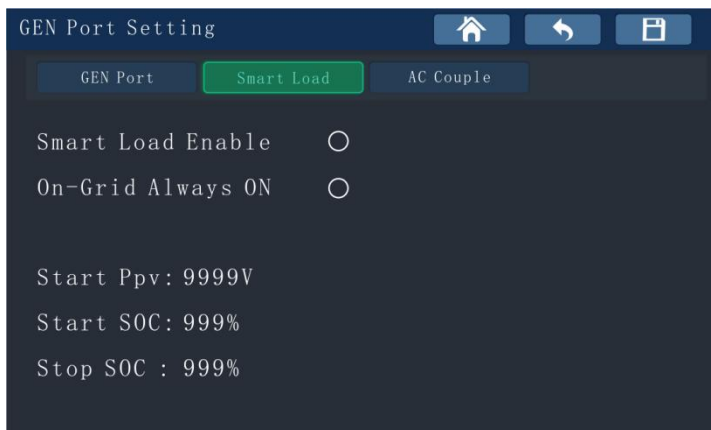 GEN Port Setting
GEN Port Smart Load AC Couple
Smart Load Enable
On-Grid Always ON
Start Ppv: 9999V
Start SOC: 999%
Stop SOC : 999%